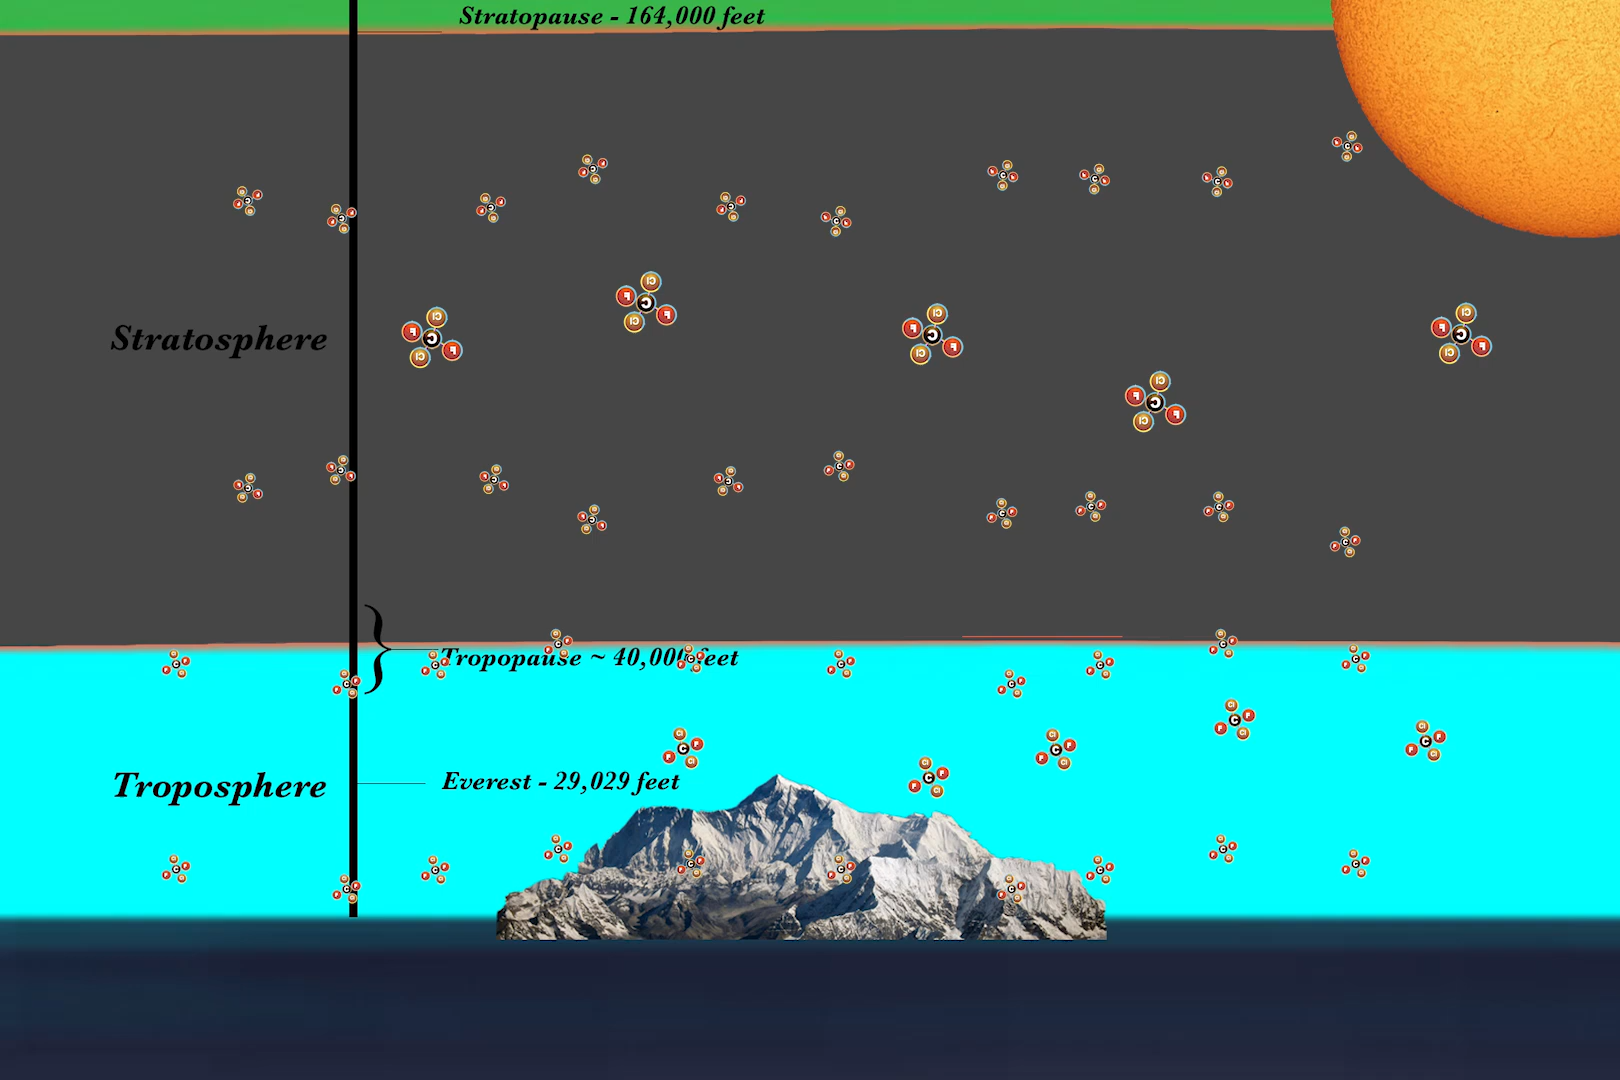 Stratopause - 164,000 feet
Stratosphere
Tropopause ~ 40,000 feet
Troposphere
Everest - 29,029 feet